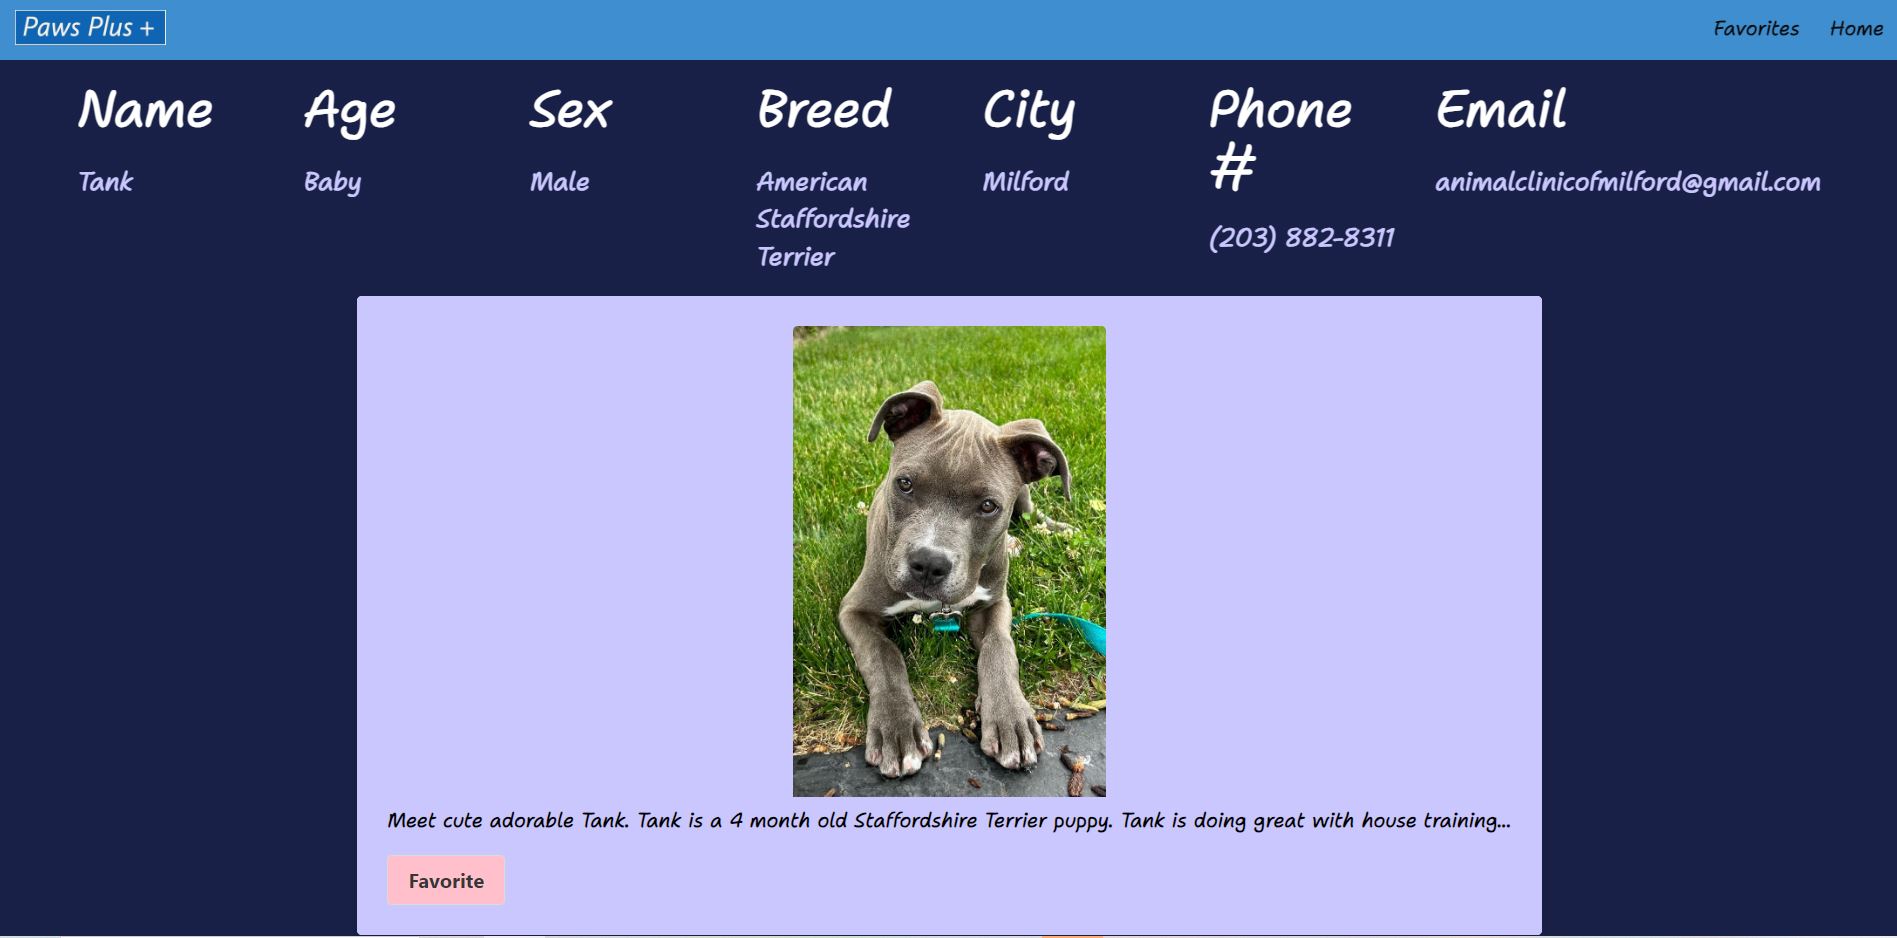 Paws Plus +
Favorites
Home
Name
Tank
Age
Baby
Sex
Male
Breed
American
Staffordshire
Terrier
City
Milford
Phone
#
(203) 882-8311
Email
animalclinicofmilford@gmail.com
Meet cute adorable Tank. Tank is a 4 month old Staffordshire Terrier puppy. Tank is doing great with house training...
Favorite